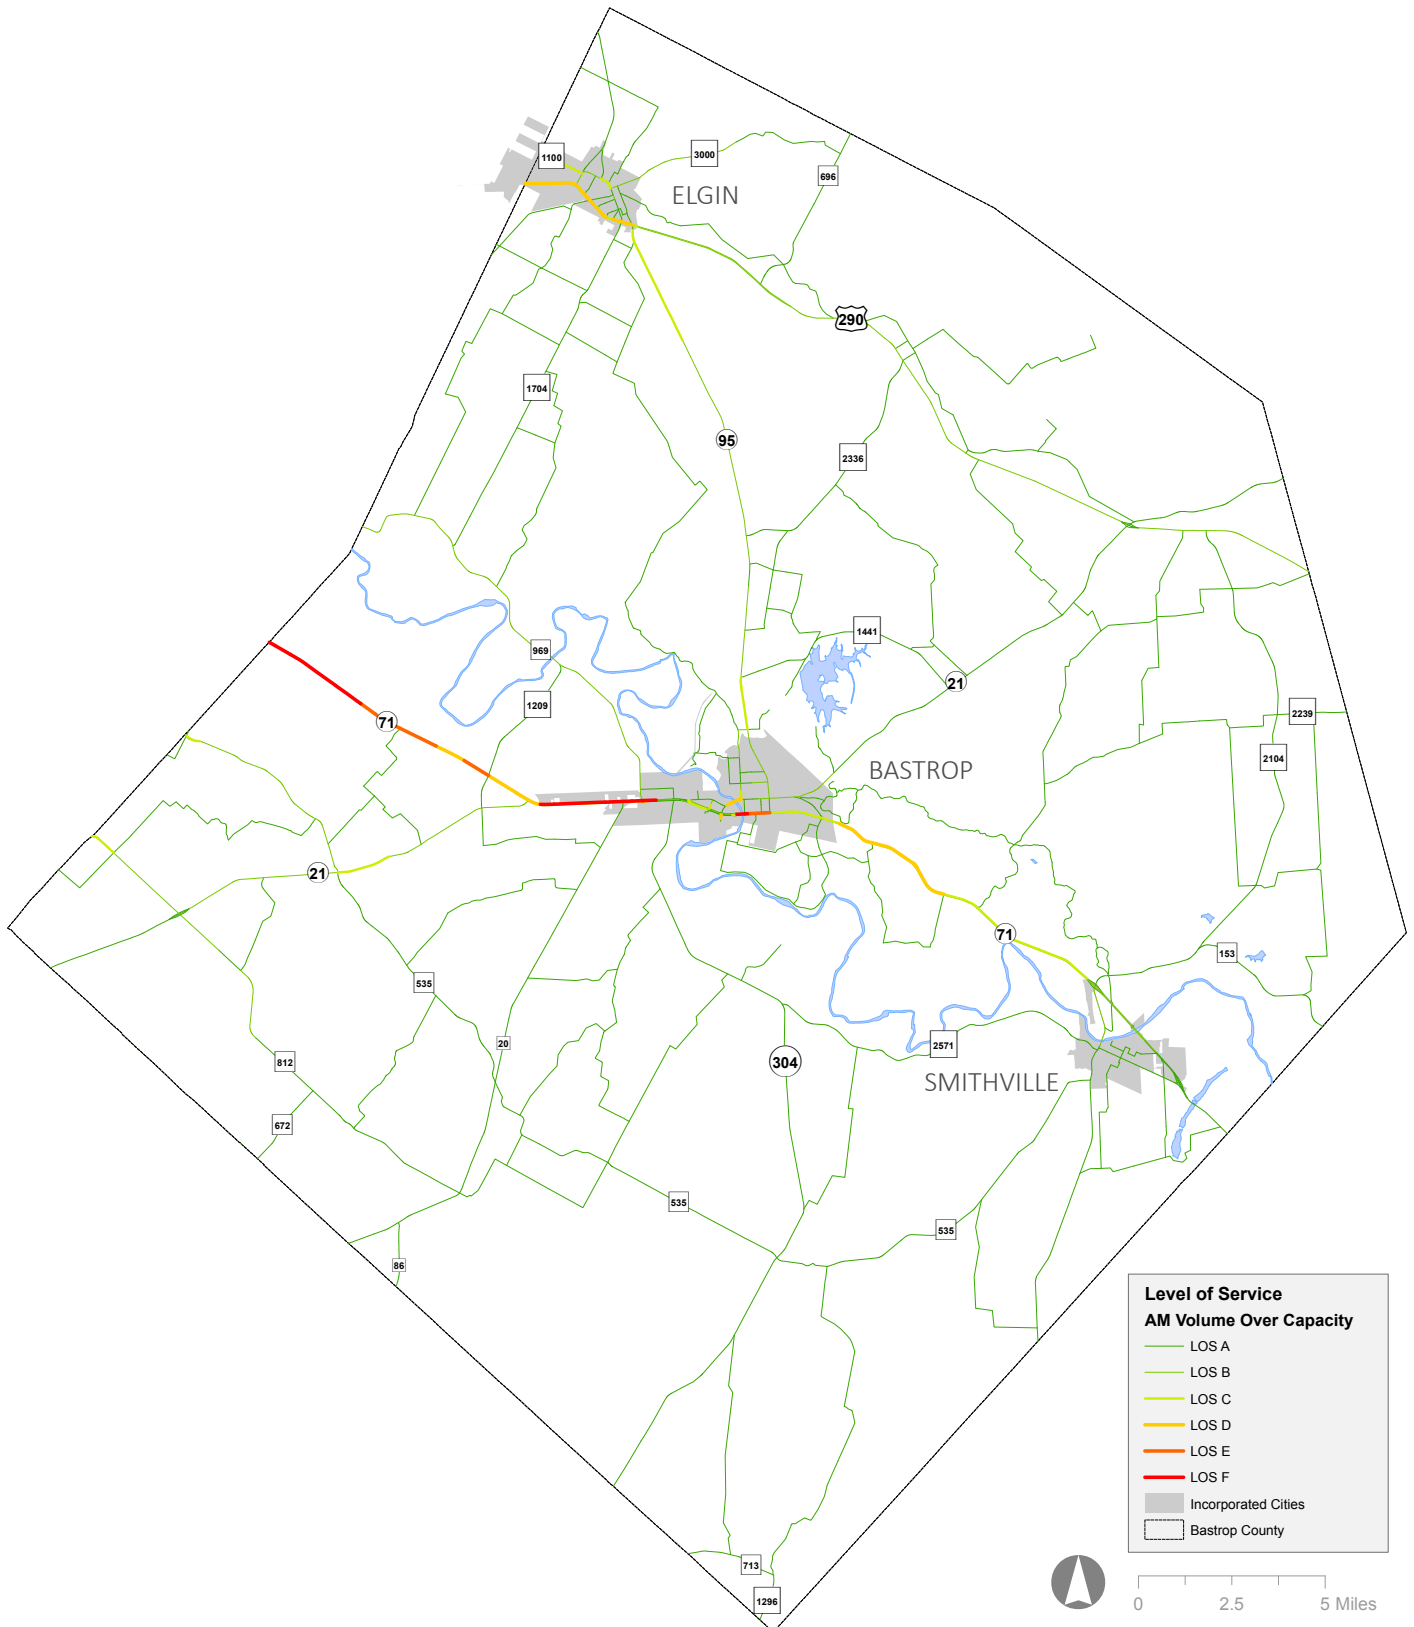 1100
3000
696
ELGIN
290
1704
95
2336
1441
969
21
1209
71
2239
2104
BASTROP
21
71
153
535
20
304
2571
812
SMITHVILLE
672
535
535
86
Level of Service
AM Volume Over Capacity
LOS A
LOS B
LOS C
LOS D
LOS E
LOS F
Incorporated Cities
Bastrop County
713
1296
0 2.5 5 Miles